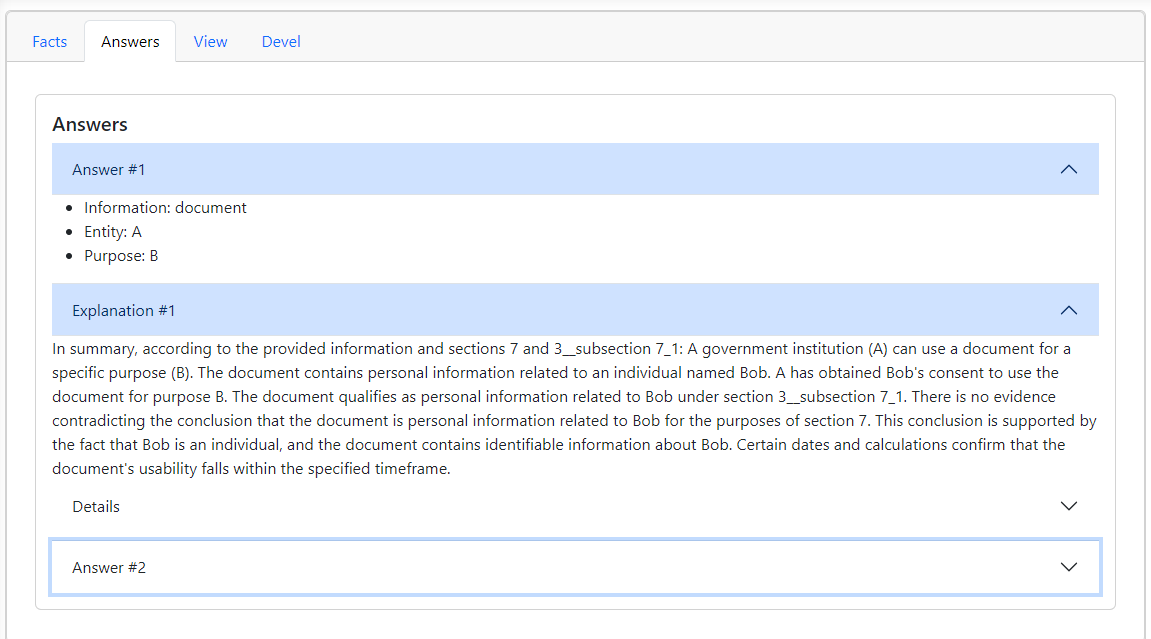 Facts
Answers
View
Devel
Answers
Answer #1
Information: document
Entity: A
Purpose: B
Explanation #1
In summary, according to the provided information and sections 7 and 3__subsection 7_1: A government institution (A) can use a document for a
specific purpose (B). The document contains personal information related to an individual named Bob. A has obtained Bob's consent to use the
document for purpose B. The document qualifies as personal information related to Bob under section 3__subsection 7_1. There is no evidence
contradicting the conclusion that the document is personal information related to Bob for the purposes of section 7. This conclusion is supported by
the fact that Bob is an individual, and the document contains identifiable information about Bob. Certain dates and calculations confirm that the
document's usability falls within the specified timeframe.
Details
Answer #2